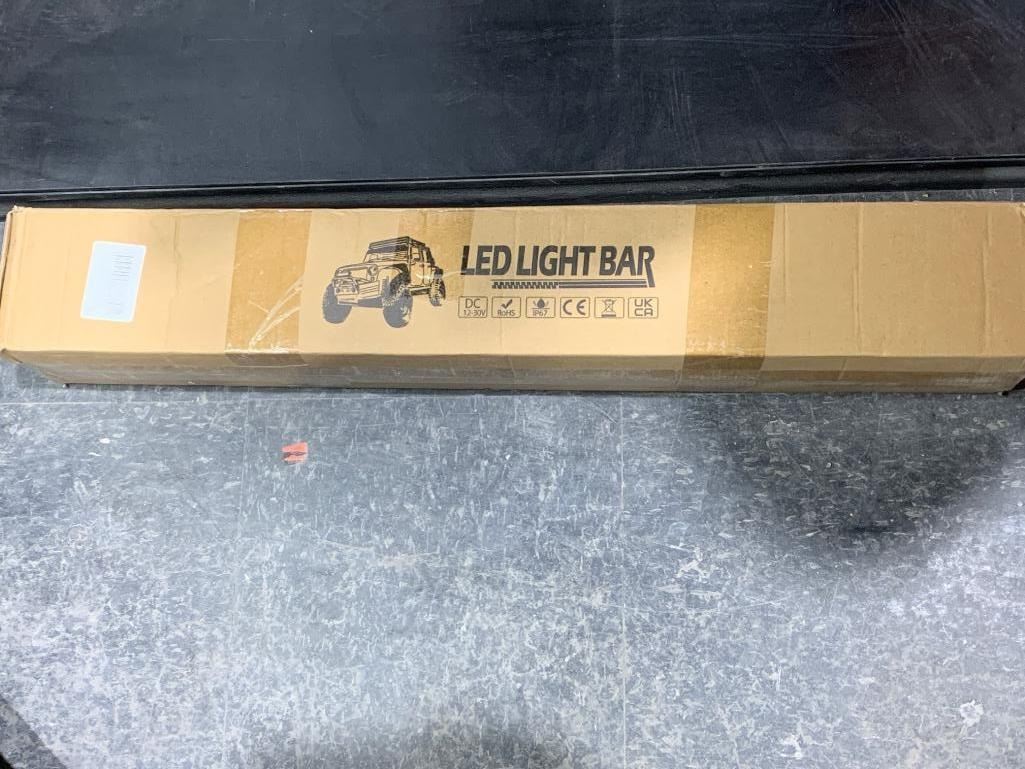 LED LIGHT BAR
DC RoHS IP67 CE UK CA
12-30V